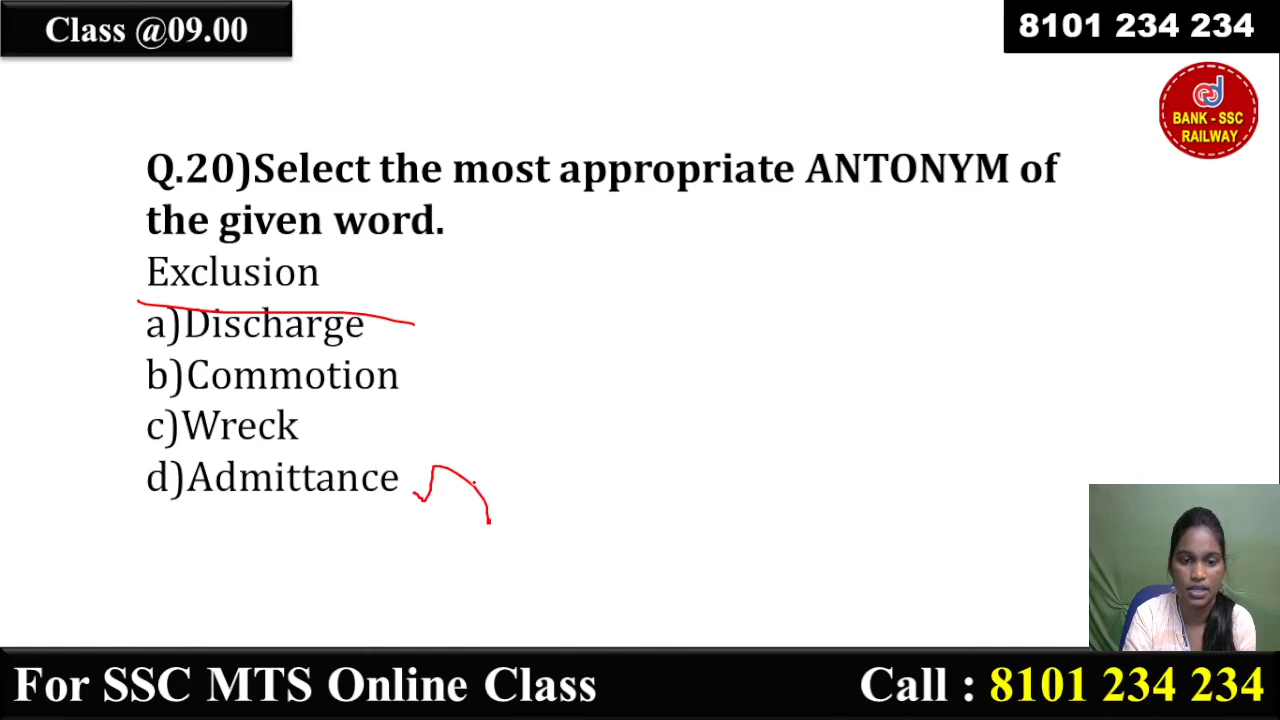 Class @09.00
8101 234 234
BANK - SSC
RAILWAY
Q.20)Select the most appropriate ANTONYM of
the given word.
Exclusion
a)Discharge
b)Commotion
c)Wreck
d)Admittance
For SSC MTS Online Class
Call : 8101 234 234